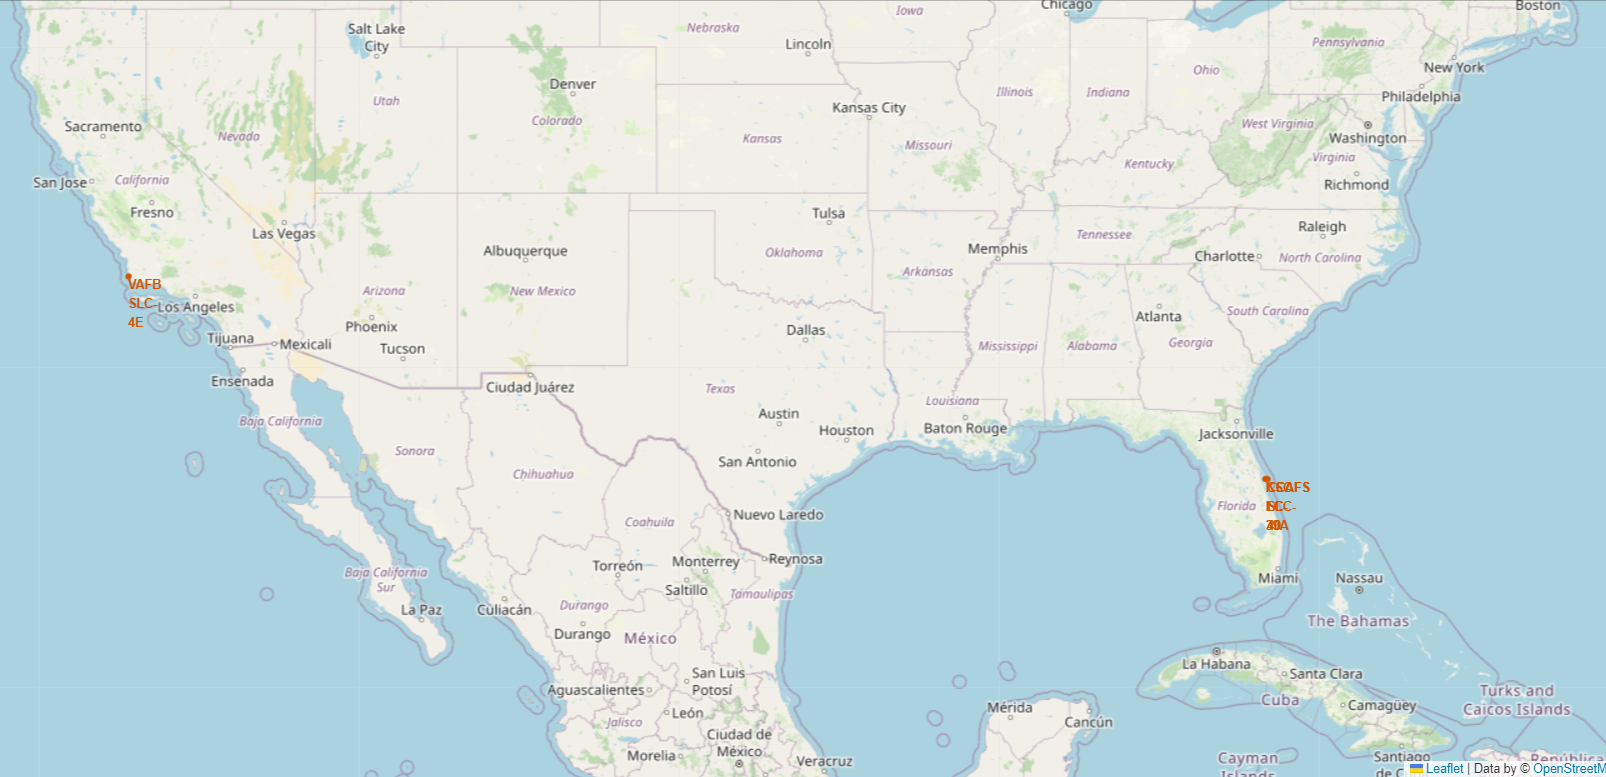 Chicago
Boston
Iowa
Salt Lake
City
Nebraska
Lincoln
Pennsylvania
New York
Ohio
Denver
Utah
Colorado
Illinois
Indiana
Philadelphia
Kansas City
Sacramento
Nevada
Kansas
Missouri
West Virginia
Washington
Virginia
Kentucky
San Jose
California
Richmond
Fresno
Las Vegas
Tulsa
Raleigh
Tennessee
Albuquerque
Oklahoma
Memphis
Charlotte
North Carolina
Arkansas
VAFB
SLC-
4E
Los Angeles
Arizona
New Mexico
South Carolina
Phoenix
Dallas
Atlanta
Tijuana
Mexicali
Tucson
Mississippi
Alabama
Georgia
Ensenada
Ciudad Juárez
Texas
Louisiana
Baja California
Austin
Houston
Baton Rouge
Jacksonville
Sonora
San Antonio
Chihuahua
Florida
Coahuila
Nuevo Laredo
Torreón
Monterrey
Reynosa
Baja California
Sur
Saltillo
Tamaulipas
Miami
Nassau
La Paz
Culiacán
Durango
Durango
México
The Bahamas
San Luis
Potosí
La Habana
Santa Clara
Aguascalientes
Cuba
Camagüey
Turks and
Caicos Islands
Jalisco
León
Mérida
Cancún
Ciudad de
México
Morelia
Veracruz
Cayman
Islands
Santiago
de C
República
Leaflet | Data by © OpenStreetM